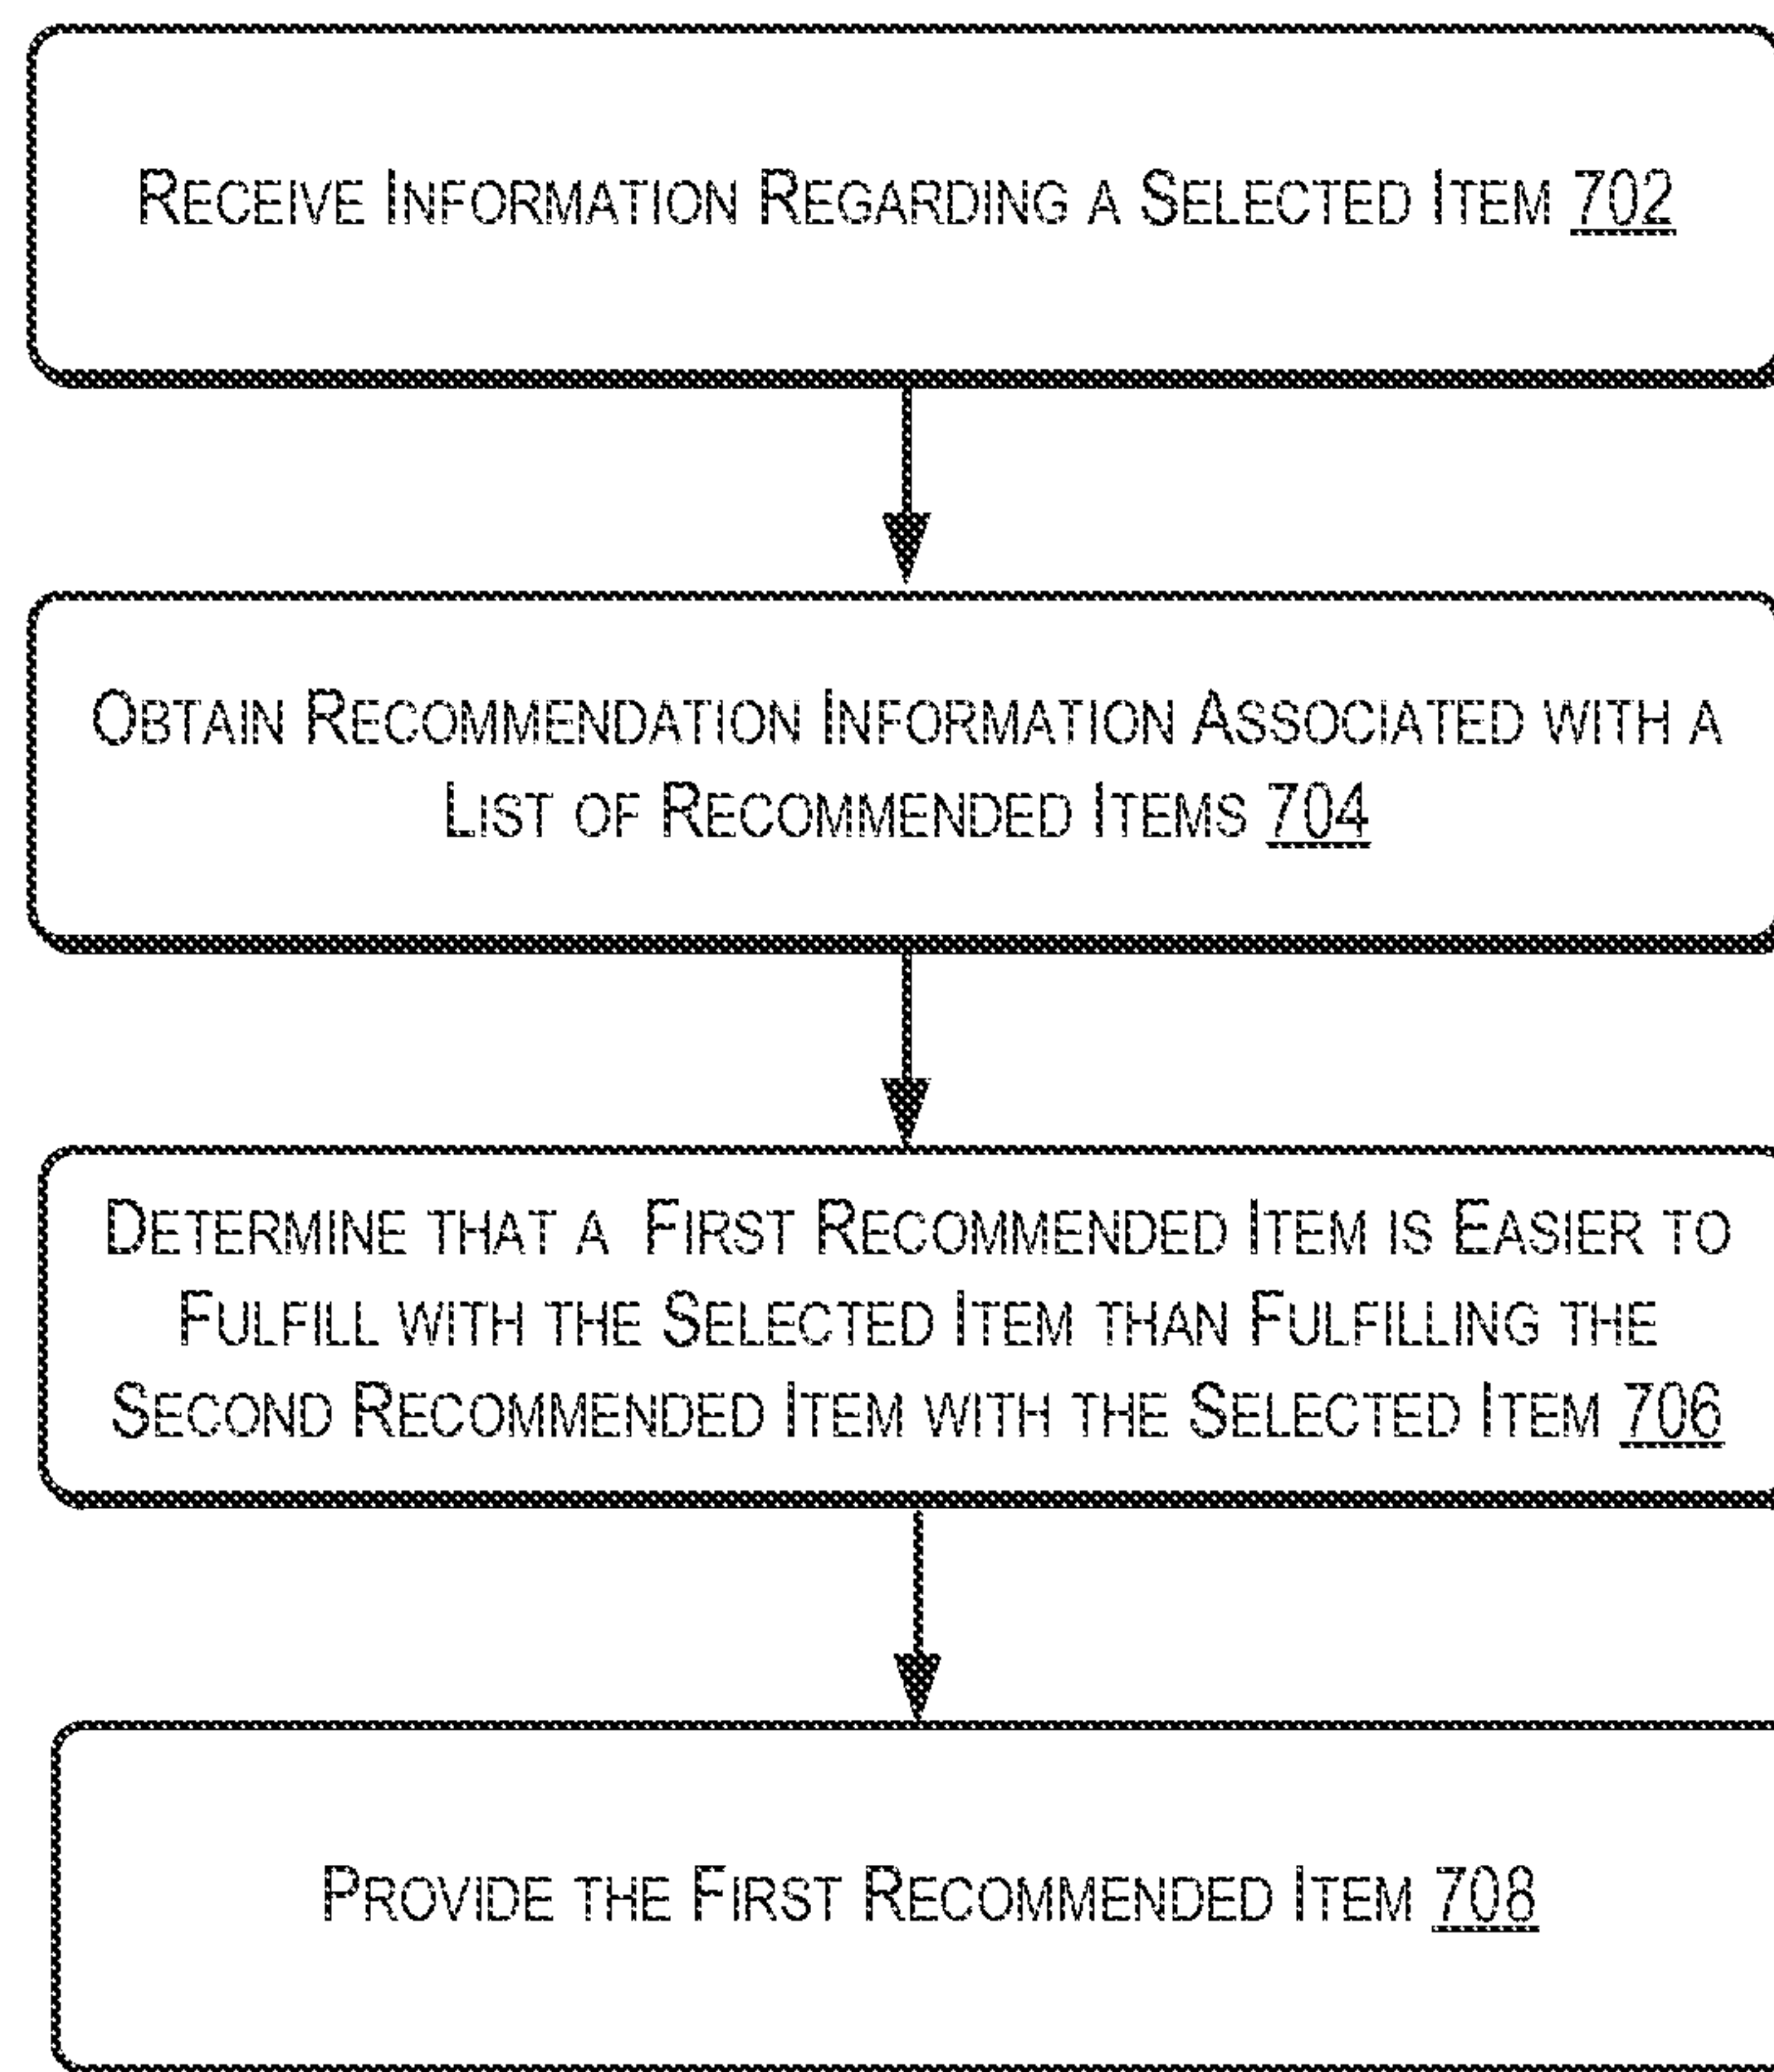 RECEIVE INFORMATION REGARDING A SELECTED ITEM 702
OBTAIN RECOMMENDATION INFORMATION ASSOCIATED WITH A
LIST OF RECOMMENDED ITEMS 704
DETERMINE THAT A FIRST RECOMMENDED ITEM IS EASIER TO
FULFILL WITH THE SELECTED ITEM THAN FULFILLING THE
SECOND RECOMMENDED ITEM WITH THE SELECTED ITEM 706
PROVIDE THE FIRST RECOMMENDED ITEM 708